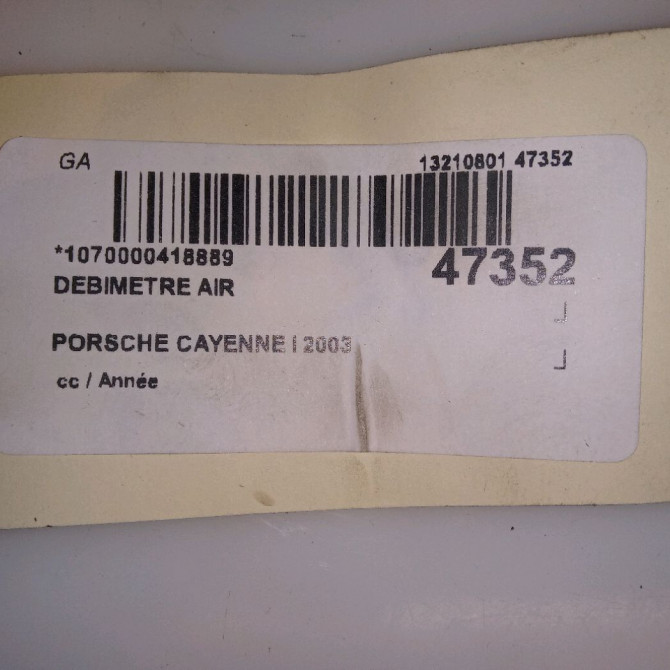 GA
13210801 47352
*1070000418889
47352
DEBIMETRE AIR
PORSCHE CAYENNE I 2003
cc / Année